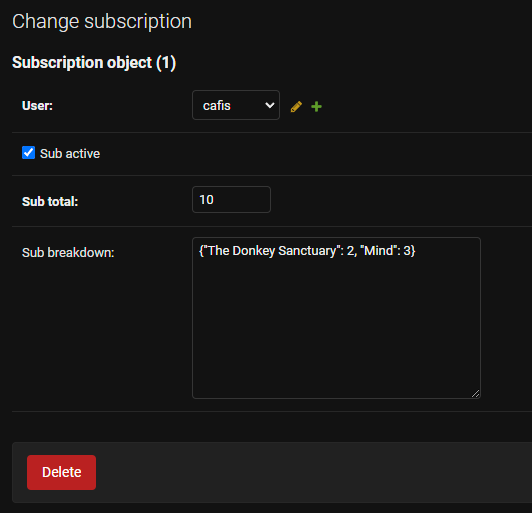 Change subscription
Subscription object (1)
User:
cafis
Sub active
Sub total:
10
Sub breakdown:
{"The Donkey Sanctuary": 2, "Mind": 3}
Delete